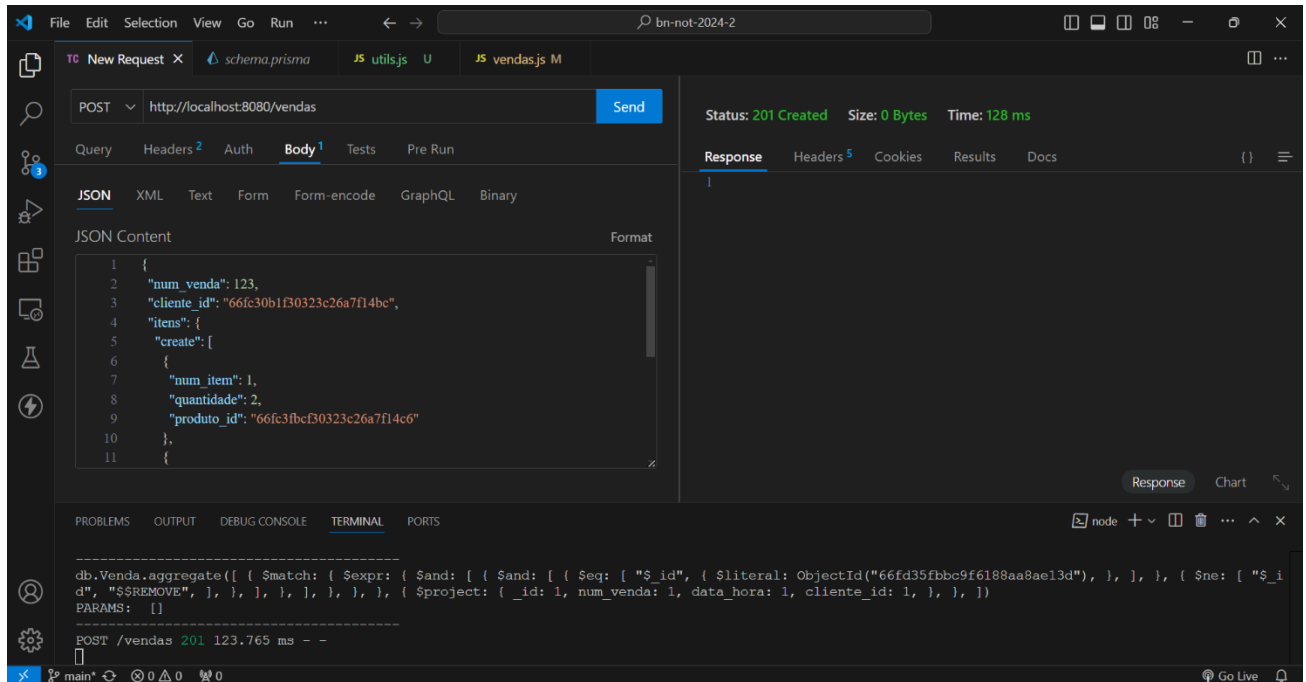 File Edit Selection View Go Run ··· ← → bn-not-2024-2
TC New Request × schema.prisma JS utils.js U JS vendas.js M
POST http://localhost:8080/vendas Send
Query Headers 2 Auth Body 1 Tests Pre Run
JSON XML Text Form Form-encode GraphQL Binary
JSON Content Format
1 {
2 "num_venda": 123,
3 "cliente_id": "66fc30b1f30323c26a7f14bc",
4 "itens": {
5 "create": [
6 {
7 "num_item": 1,
8 "quantidade": 2,
9 "produto_id": "66fc3fbcf30323c26a7f14c6"
10 },
11 {
Status: 201 Created Size: 0 Bytes Time: 128 ms
Response Headers 5 Cookies Results Docs {}
1
Response Chart
3
PROBLEMS OUTPUT DEBUG CONSOLE TERMINAL PORTS node
----------------------------------------
db.Venda.aggregate([ { $match: { $expr: { $and: [ { $and: [ { $eq: [ "$_id", { $literal: ObjectId("66fd35fbbc9f6188aa8ae13d"), }, ], }, { $ne: [ "$_i
d", "$$REMOVE", ], }, ], }, ], }, }, }, { $project: { _id: 1, num_venda: 1, data_hora: 1, cliente_id: 1, }, }, ])
PARAMS: []
----------------------------------------
POST /vendas 201 123.765 ms - -
main* 0 0 0 Go Live